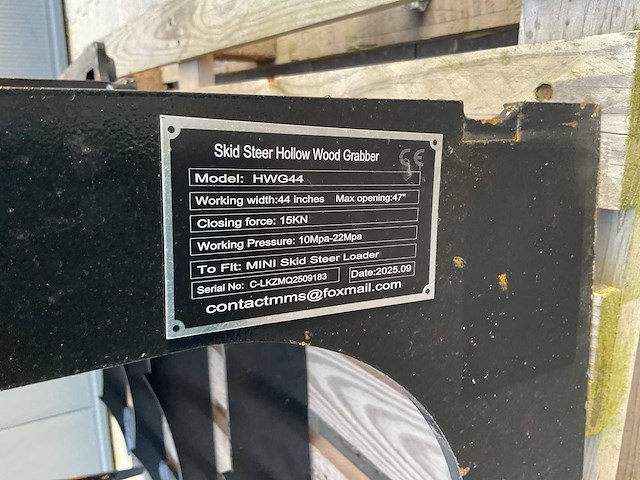 Skid Steer Hollow Wood Grabber CE
Model: HWG44
Working width:44 inches Max opening:47"
Closing force: 15KN
Working Pressure: 10Mpa-22Mpa
To Fit: MINI Skid Steer Loader
Serial No: C-LKZMQ2509183 Date:2025.09
contactmms@foxmail.com